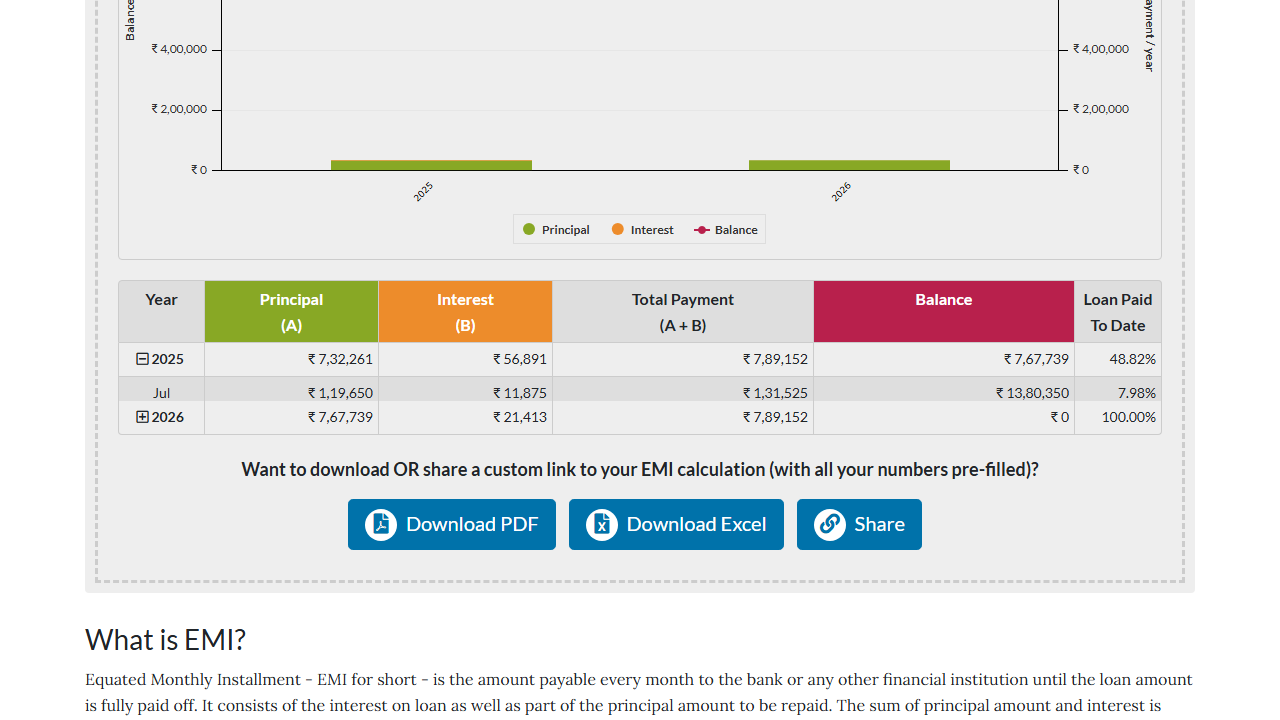 Balance
ayment / year
₹ 4,00,000 ₹ 4,00,000
₹ 2,00,000 ₹ 2,00,000
₹ 0 ₹ 0
2025 2026
Principal Interest Balance
Year Principal (A) Interest (B) Total Payment (A + B) Balance Loan Paid To Date
2025 ₹ 7,32,261 ₹ 56,891 ₹ 7,89,152 ₹ 7,67,739 48.82%
Jul ₹ 1,19,650 ₹ 11,875 ₹ 1,31,525 ₹ 13,80,350 7.98%
2026 ₹ 7,67,739 ₹ 21,413 ₹ 7,89,152 ₹ 0 100.00%
Want to download OR share a custom link to your EMI calculation (with all your numbers pre-filled)?
Download PDF Download Excel Share
What is EMI?
Equated Monthly Installment - EMI for short - is the amount payable every month to the bank or any other financial institution until the loan amount
is fully paid off. It consists of the interest on loan as well as part of the principal amount to be repaid. The sum of principal amount and interest is